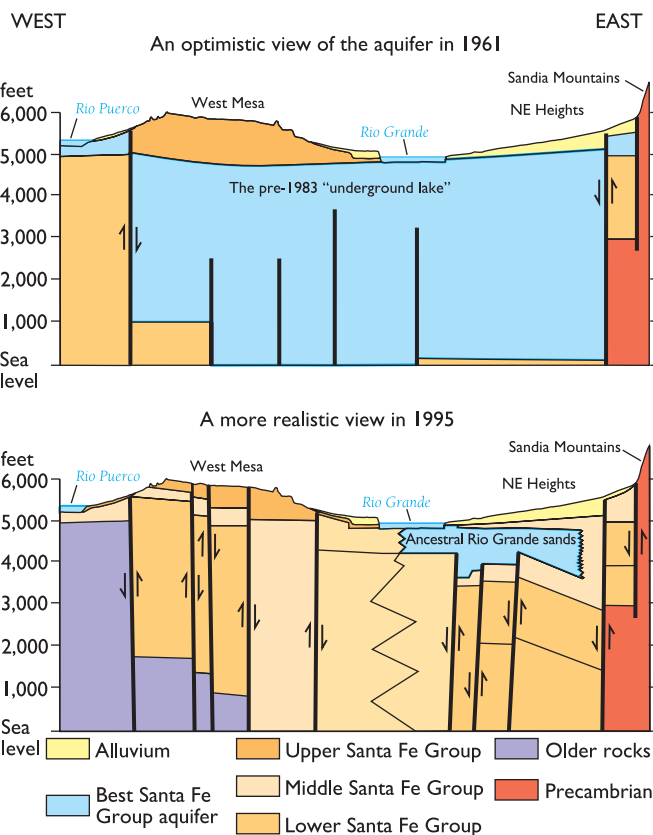 WEST
EAST
An optimistic view of the aquifer in 1961
Sandia Mountains
feet
Rio Puerco
West Mesa
NE Heights
6,000
Rio Grande
5,000
The pre-1983 “underground lake”
4,000
3,000
2,000
1,000
Sea
level
A more realistic view in 1995
Sandia Mountains
feet
Rio Puerco
West Mesa
NE Heights
6,000
Rio Grande
5,000
Ancestral Rio Grande sands
4,000
3,000
2,000
1,000
Sea
level
Alluvium
Upper Santa Fe Group
Older rocks
Best Santa Fe
Group aquifer
Middle Santa Fe Group
Precambrian
Lower Santa Fe Group